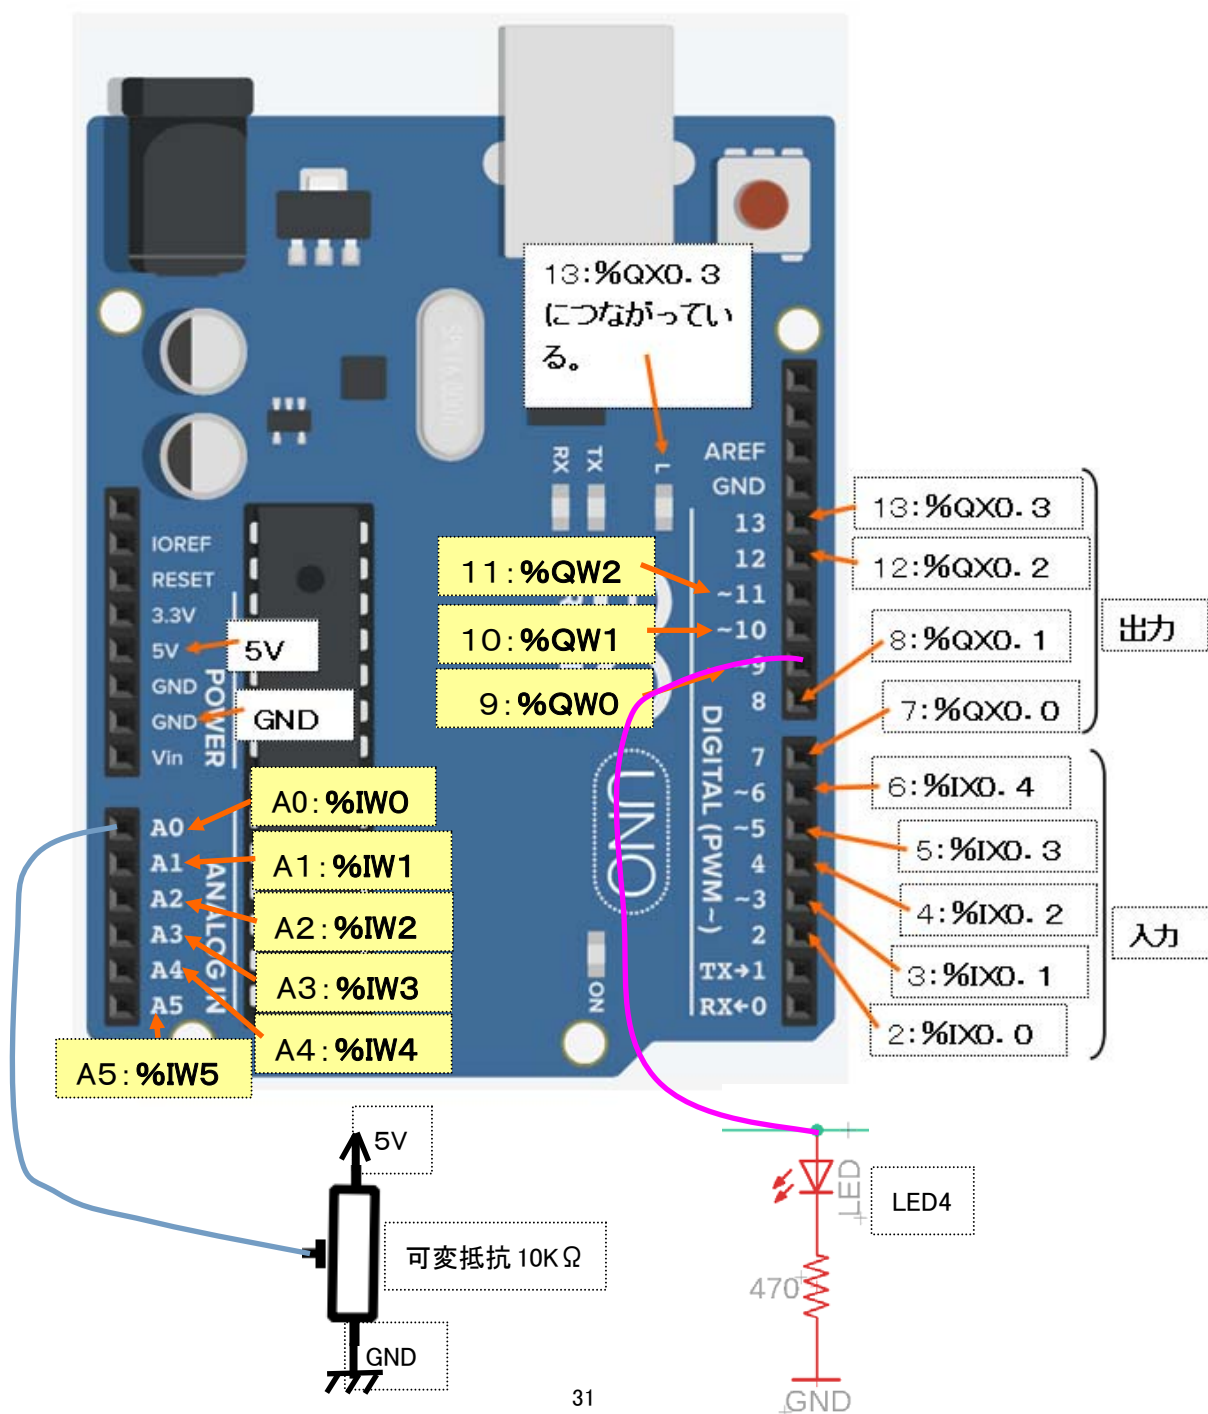 13:%QX0.3
につながってい
る。
RX
TX
L
AREF
GND
13
12
~11
~10
~9
8
7
~6
~5
4
~3
2
TX→1
RX←0
DIGITAL (PWM ~)
UNO
ON
IOREF
RESET
3.3V
5V
GND
GND
Vin
POWER
5V
GND
A0
A1
A2
A3
A4
A5
ANALOG IN
11:%QW2
10:%QW1
9:%QW0
A0:%IW0
A1:%IW1
A2:%IW2
A3:%IW3
A4:%IW4
A5:%IW5
13:%QX0.3
12:%QX0.2
8:%QX0.1
7:%QX0.0
出力
6:%IX0.4
5:%IX0.3
4:%IX0.2
3:%IX0.1
2:%IX0.0
入力
5V
可変抵抗 10KΩ
GND
LED
LED4
470
GND
31